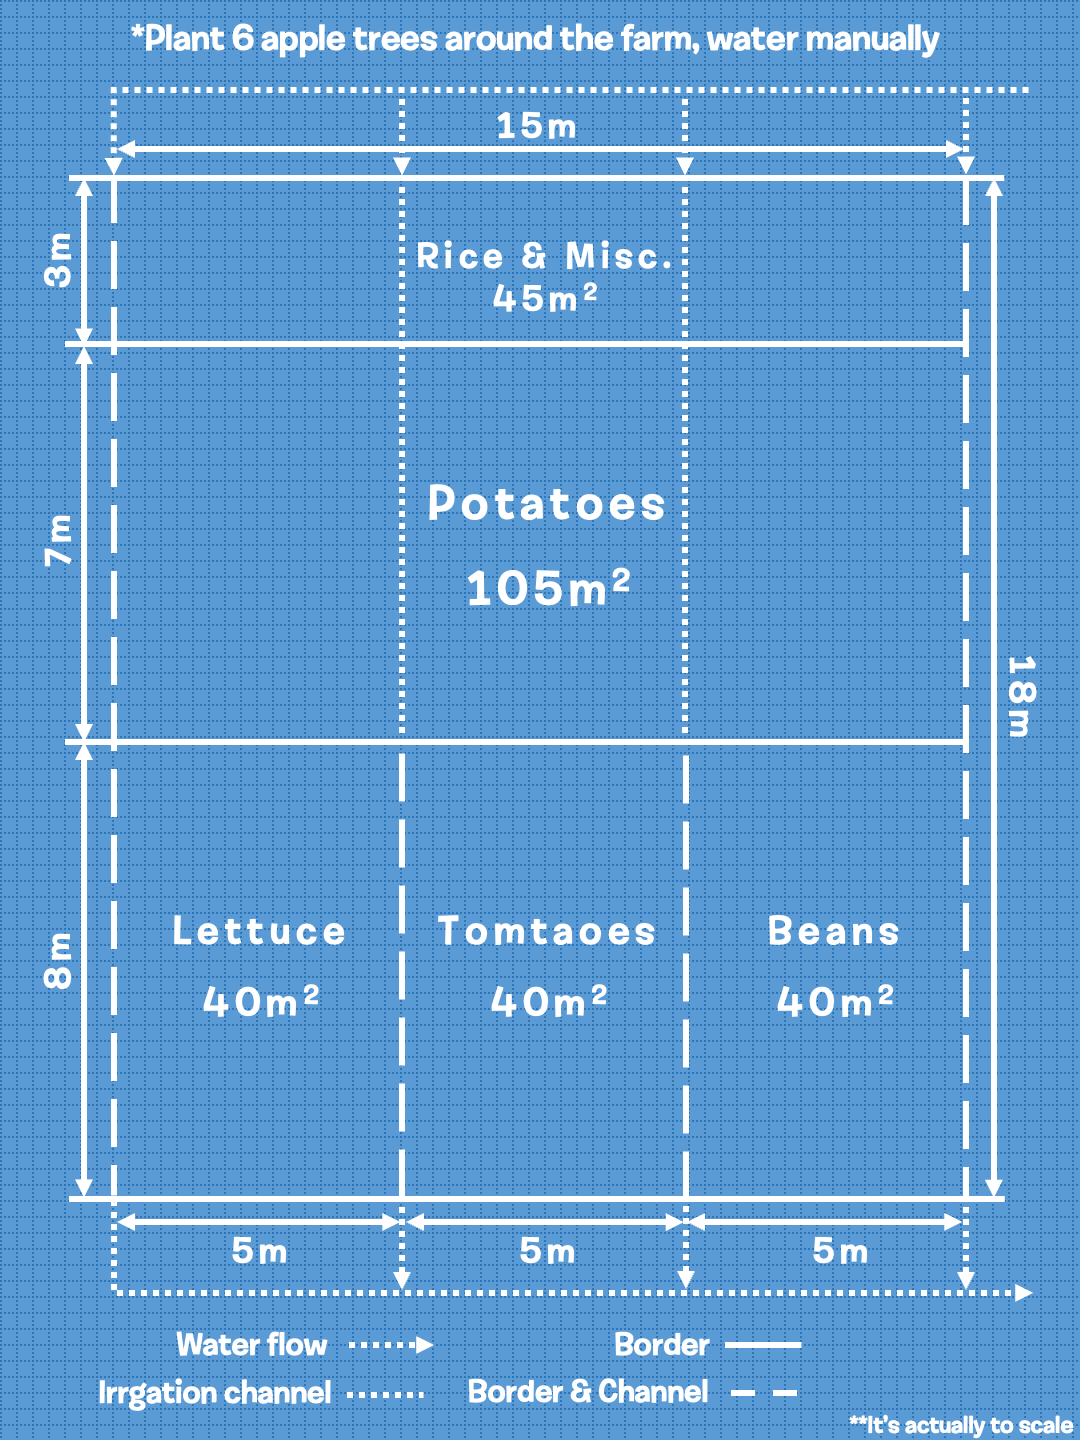 *Plant 6 apple trees around the farm, water manually
15m
3m
Rice & Misc.
45m²
7m
Potatoes
105m²
18m
8m
Lettuce
40m²
Tomtaoes
40m²
Beans
40m²
5m
5m
5m
Water flow
Border
Irrgation channel
Border & Channel
**It's actually to scale